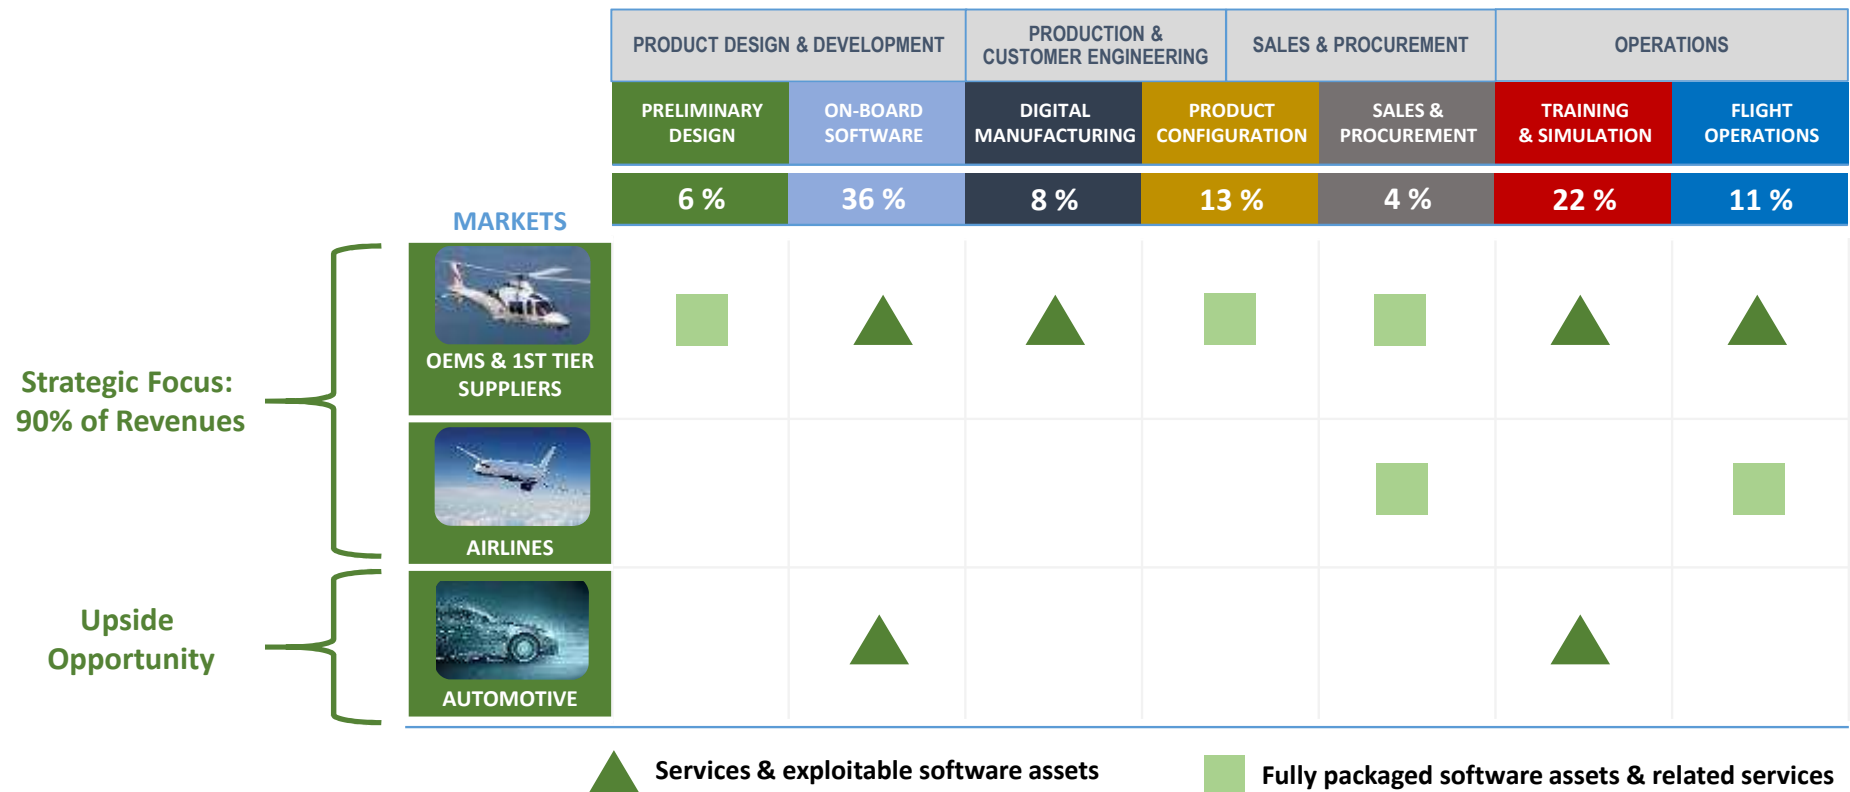 PRODUCT DESIGN & DEVELOPMENT
PRODUCTION &
CUSTOMER ENGINEERING
SALES & PROCUREMENT
OPERATIONS
PRELIMINARY
DESIGN
ON-BOARD
SOFTWARE
DIGITAL
MANUFACTURING
PRODUCT
CONFIGURATION
SALES &
PROCUREMENT
TRAINING
& SIMULATION
FLIGHT
OPERATIONS
6 %
36 %
8 %
13 %
4 %
22 %
11 %
MARKETS
Strategic Focus:
90% of Revenues
OEMS & 1ST TIER
SUPPLIERS
AIRLINES
Upside
Opportunity
AUTOMOTIVE
Services & exploitable software assets
Fully packaged software assets & related services